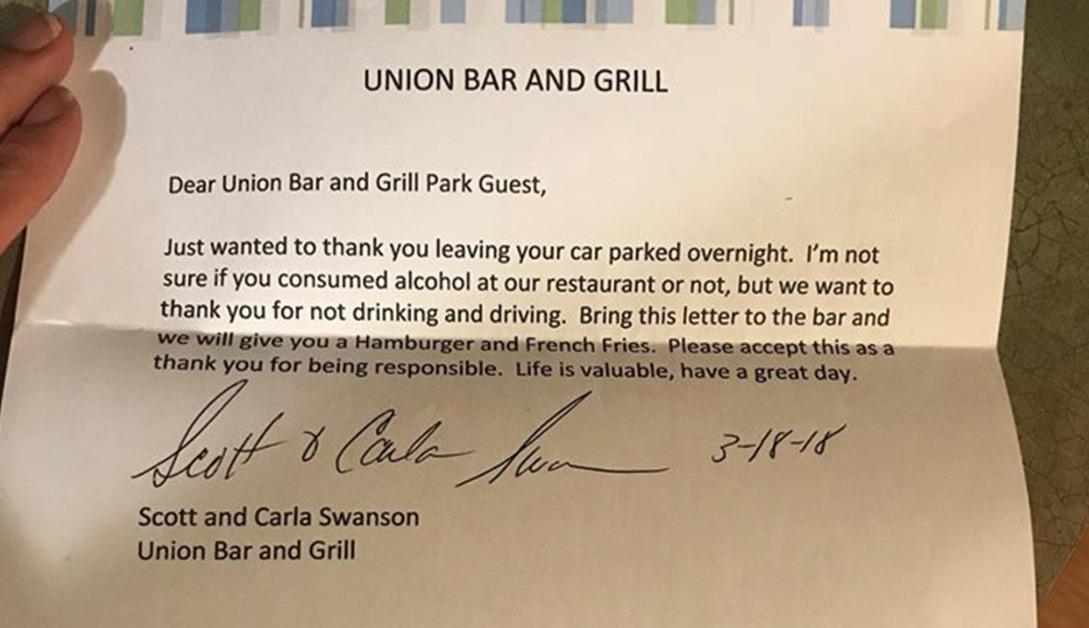 UNION BAR AND GRILL
Dear Union Bar and Grill Park Guest,
Just wanted to thank you leaving your car parked overnight.  I'm not
sure if you consumed alcohol at our restaurant or not, but we want to
thank you for not drinking and driving.  Bring this letter to the bar and
we will give you a Hamburger and French Fries.  Please accept this as a
thank you for being responsible.  Life is valuable, have a great day.
Scott & Carla Swan 3-18-18
Scott and Carla Swanson
Union Bar and Grill